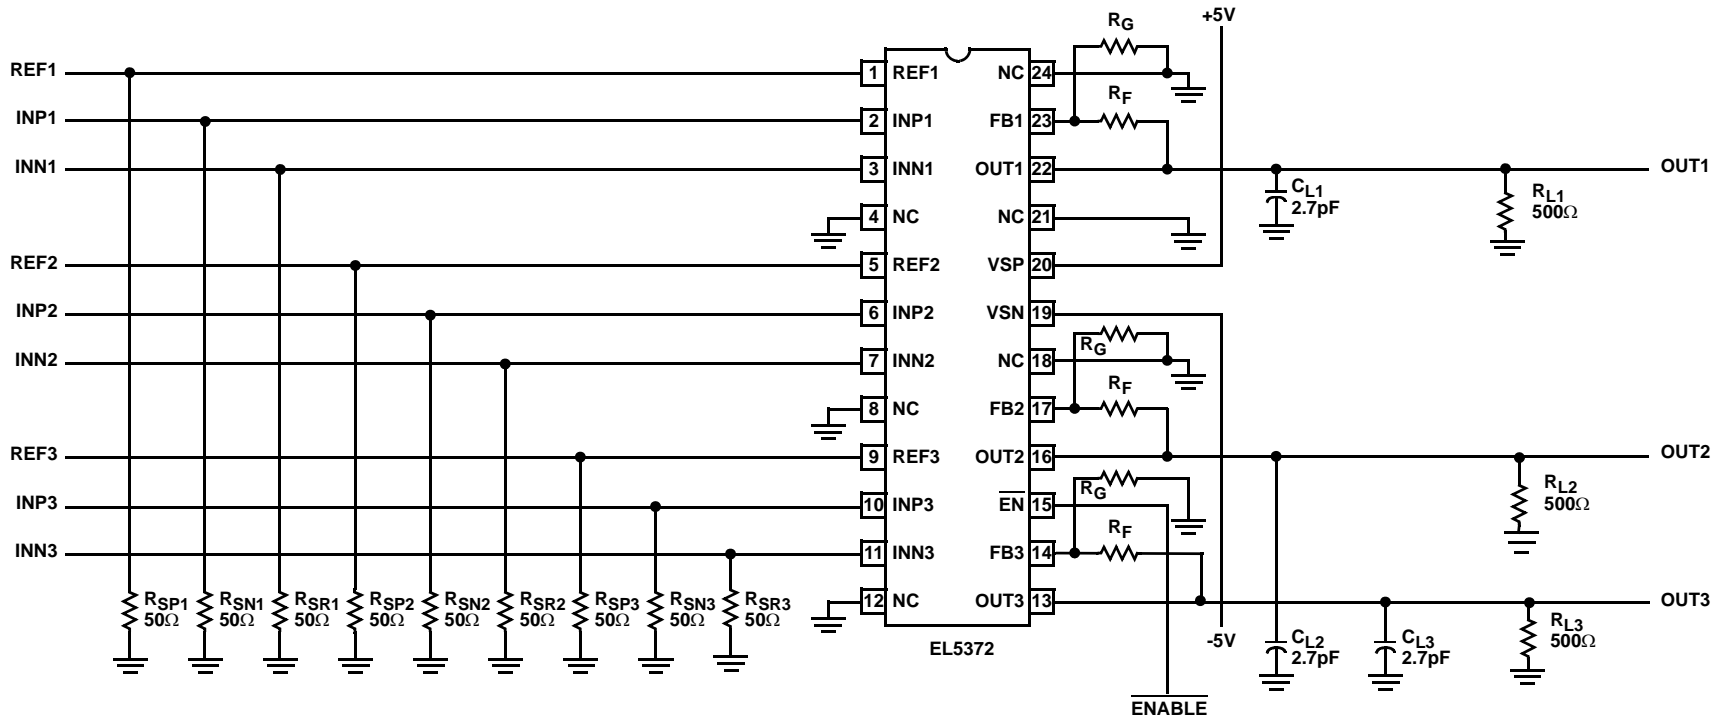 REF1
INP1
INN1
REF2
INP2
INN2
REF3
INP3
INN3
RSP1
50Ω
RSN1
50Ω
RSR1
50Ω
RSP2
50Ω
RSN2
50Ω
RSR2
50Ω
RSP3
50Ω
RSN3
50Ω
RSR3
50Ω
1 REF1
2 INP1
3 INN1
4 NC
5 REF2
6 INP2
7 INN2
8 NC
9 REF3
10 INP3
11 INN3
12 NC
NC 24
FB1 23
OUT1 22
NC 21
VSP 20
VSN 19
NC 18
FB2 17
OUT2 16
EN 15
FB3 14
OUT3 13
EL5372
RG
RF
+5V
RG
RF
RG
RF
-5V
ENABLE
CL1
2.7pF
RL1
500Ω
OUT1
OUT2
RL2
500Ω
OUT3
CL2
2.7pF
CL3
2.7pF
RL3
500Ω